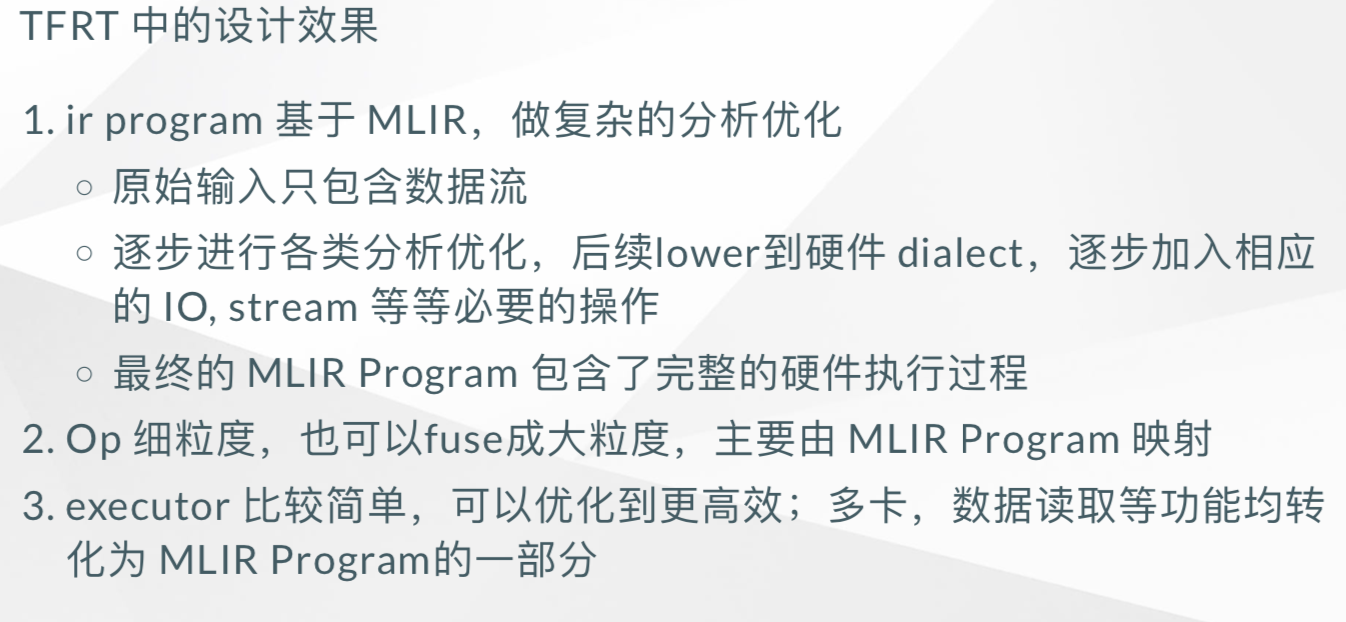 TFRT 中的设计效果
1. ir program 基于 MLIR，做复杂的分析优化
○ 原始输入只包含数据流
○ 逐步进行各类分析优化，后续lower到硬件 dialect，逐步加入相应
的 IO, stream 等等必要的操作
○ 最终的 MLIR Program 包含了完整的硬件执行过程
2. Op 细粒度，也可以fuse成大粒度，主要由 MLIR Program 映射
3. executor 比较简单，可以优化到更高效；多卡，数据读取等功能均转
化为 MLIR Program的一部分